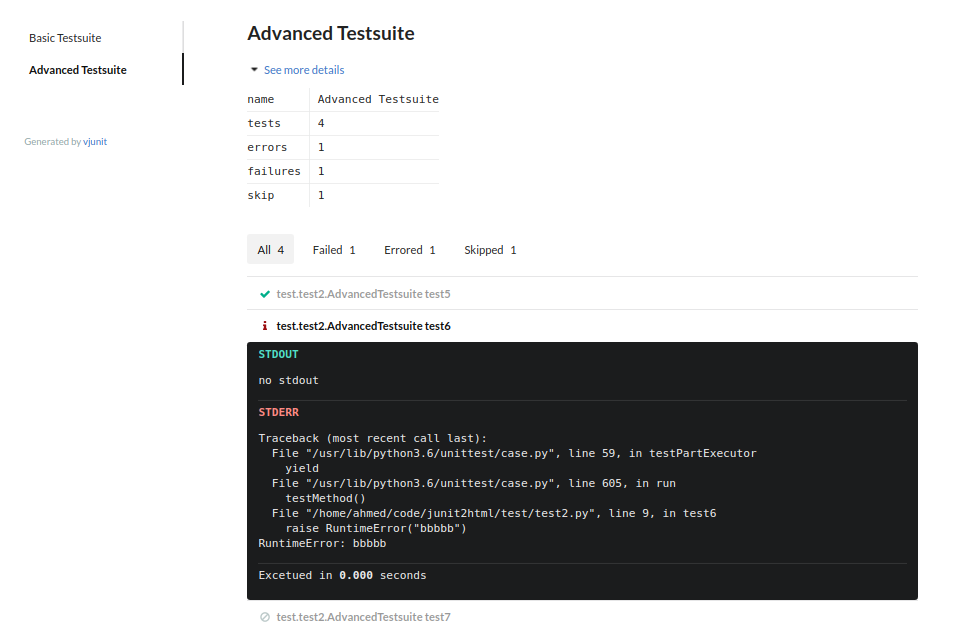 Basic Testsuite
Advanced Testsuite
Generated by vjunit
Advanced Testsuite
See more details
name Advanced Testsuite
tests 4
errors 1
failures 1
skip 1
All 4 Failed 1 Errored 1 Skipped 1
test.test2.AdvancedTestsuite test5
test.test2.AdvancedTestsuite test6
STDOUT
no stdout
STDERR
Traceback (most recent call last):
  File "/usr/lib/python3.6/unittest/case.py", line 59, in testPartExecutor
    yield
  File "/usr/lib/python3.6/unittest/case.py", line 605, in run
    testMethod()
  File "/home/ahmed/code/junit2html/test/test2.py", line 9, in test6
    raise RuntimeError("bbbbb")
RuntimeError: bbbbb
Excetued in 0.000 seconds
test.test2.AdvancedTestsuite test7